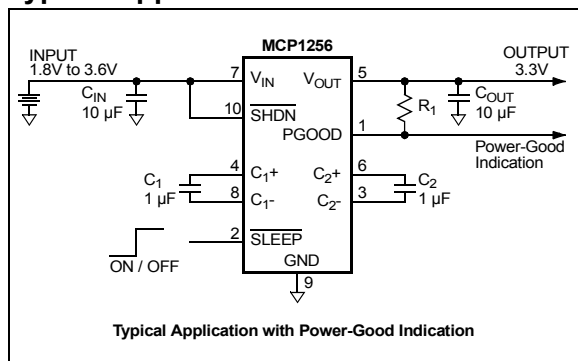 MCP1256
INPUT
1.8V to 3.6V
OUTPUT
3.3V
7 VIN VOUT 5
CIN
10 µF
R1
COUT
10 µF
10 SHDN
PGOOD 1
Power-Good
Indication
C1
1 µF
4 C1+ C2+ 6
8 C1- C2- 3
C2
1 µF
2 SLEEP
ON / OFF
GND
9
Typical Application with Power-Good Indication